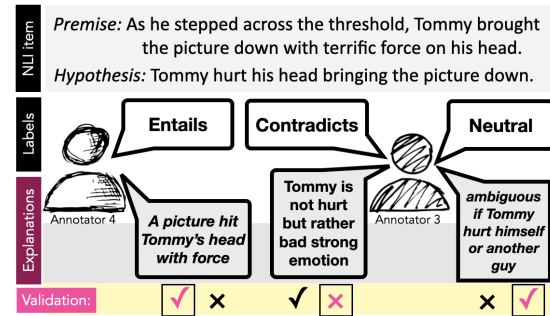 NLI item
Premise: As he stepped across the threshold, Tommy brought
the picture down with terrific force on his head.
Hypothesis: Tommy hurt his head bringing the picture down.
Labels
Entails
Contradicts
Neutral
Explanations
Annotator 4
A picture hit
Tommy's head
with force
Tommy is
not hurt
but rather
bad strong
emotion
Annotator 3
ambiguous
if Tommy
hurt himself
or another
guy
Validation:
✓ ✗ ✓ ✗ ✗ ✓